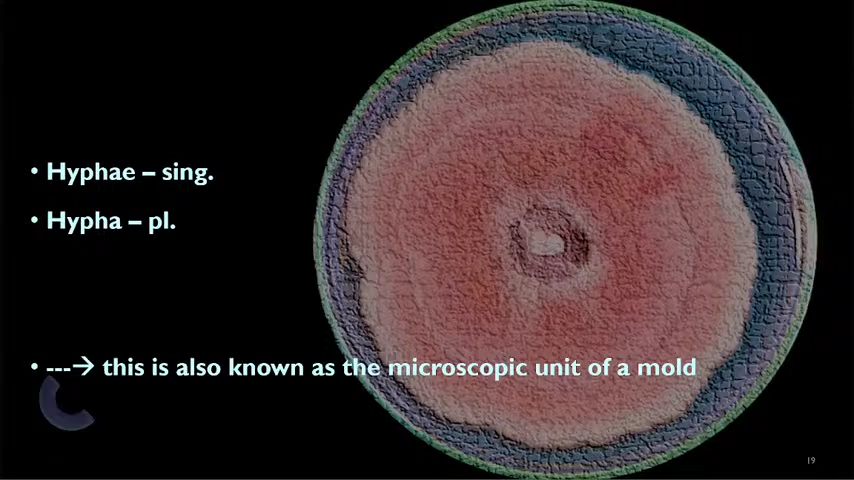 • Hyphae – sing.
• Hypha – pl.
• ---→ this is also known as the microscopic unit of a mold
19